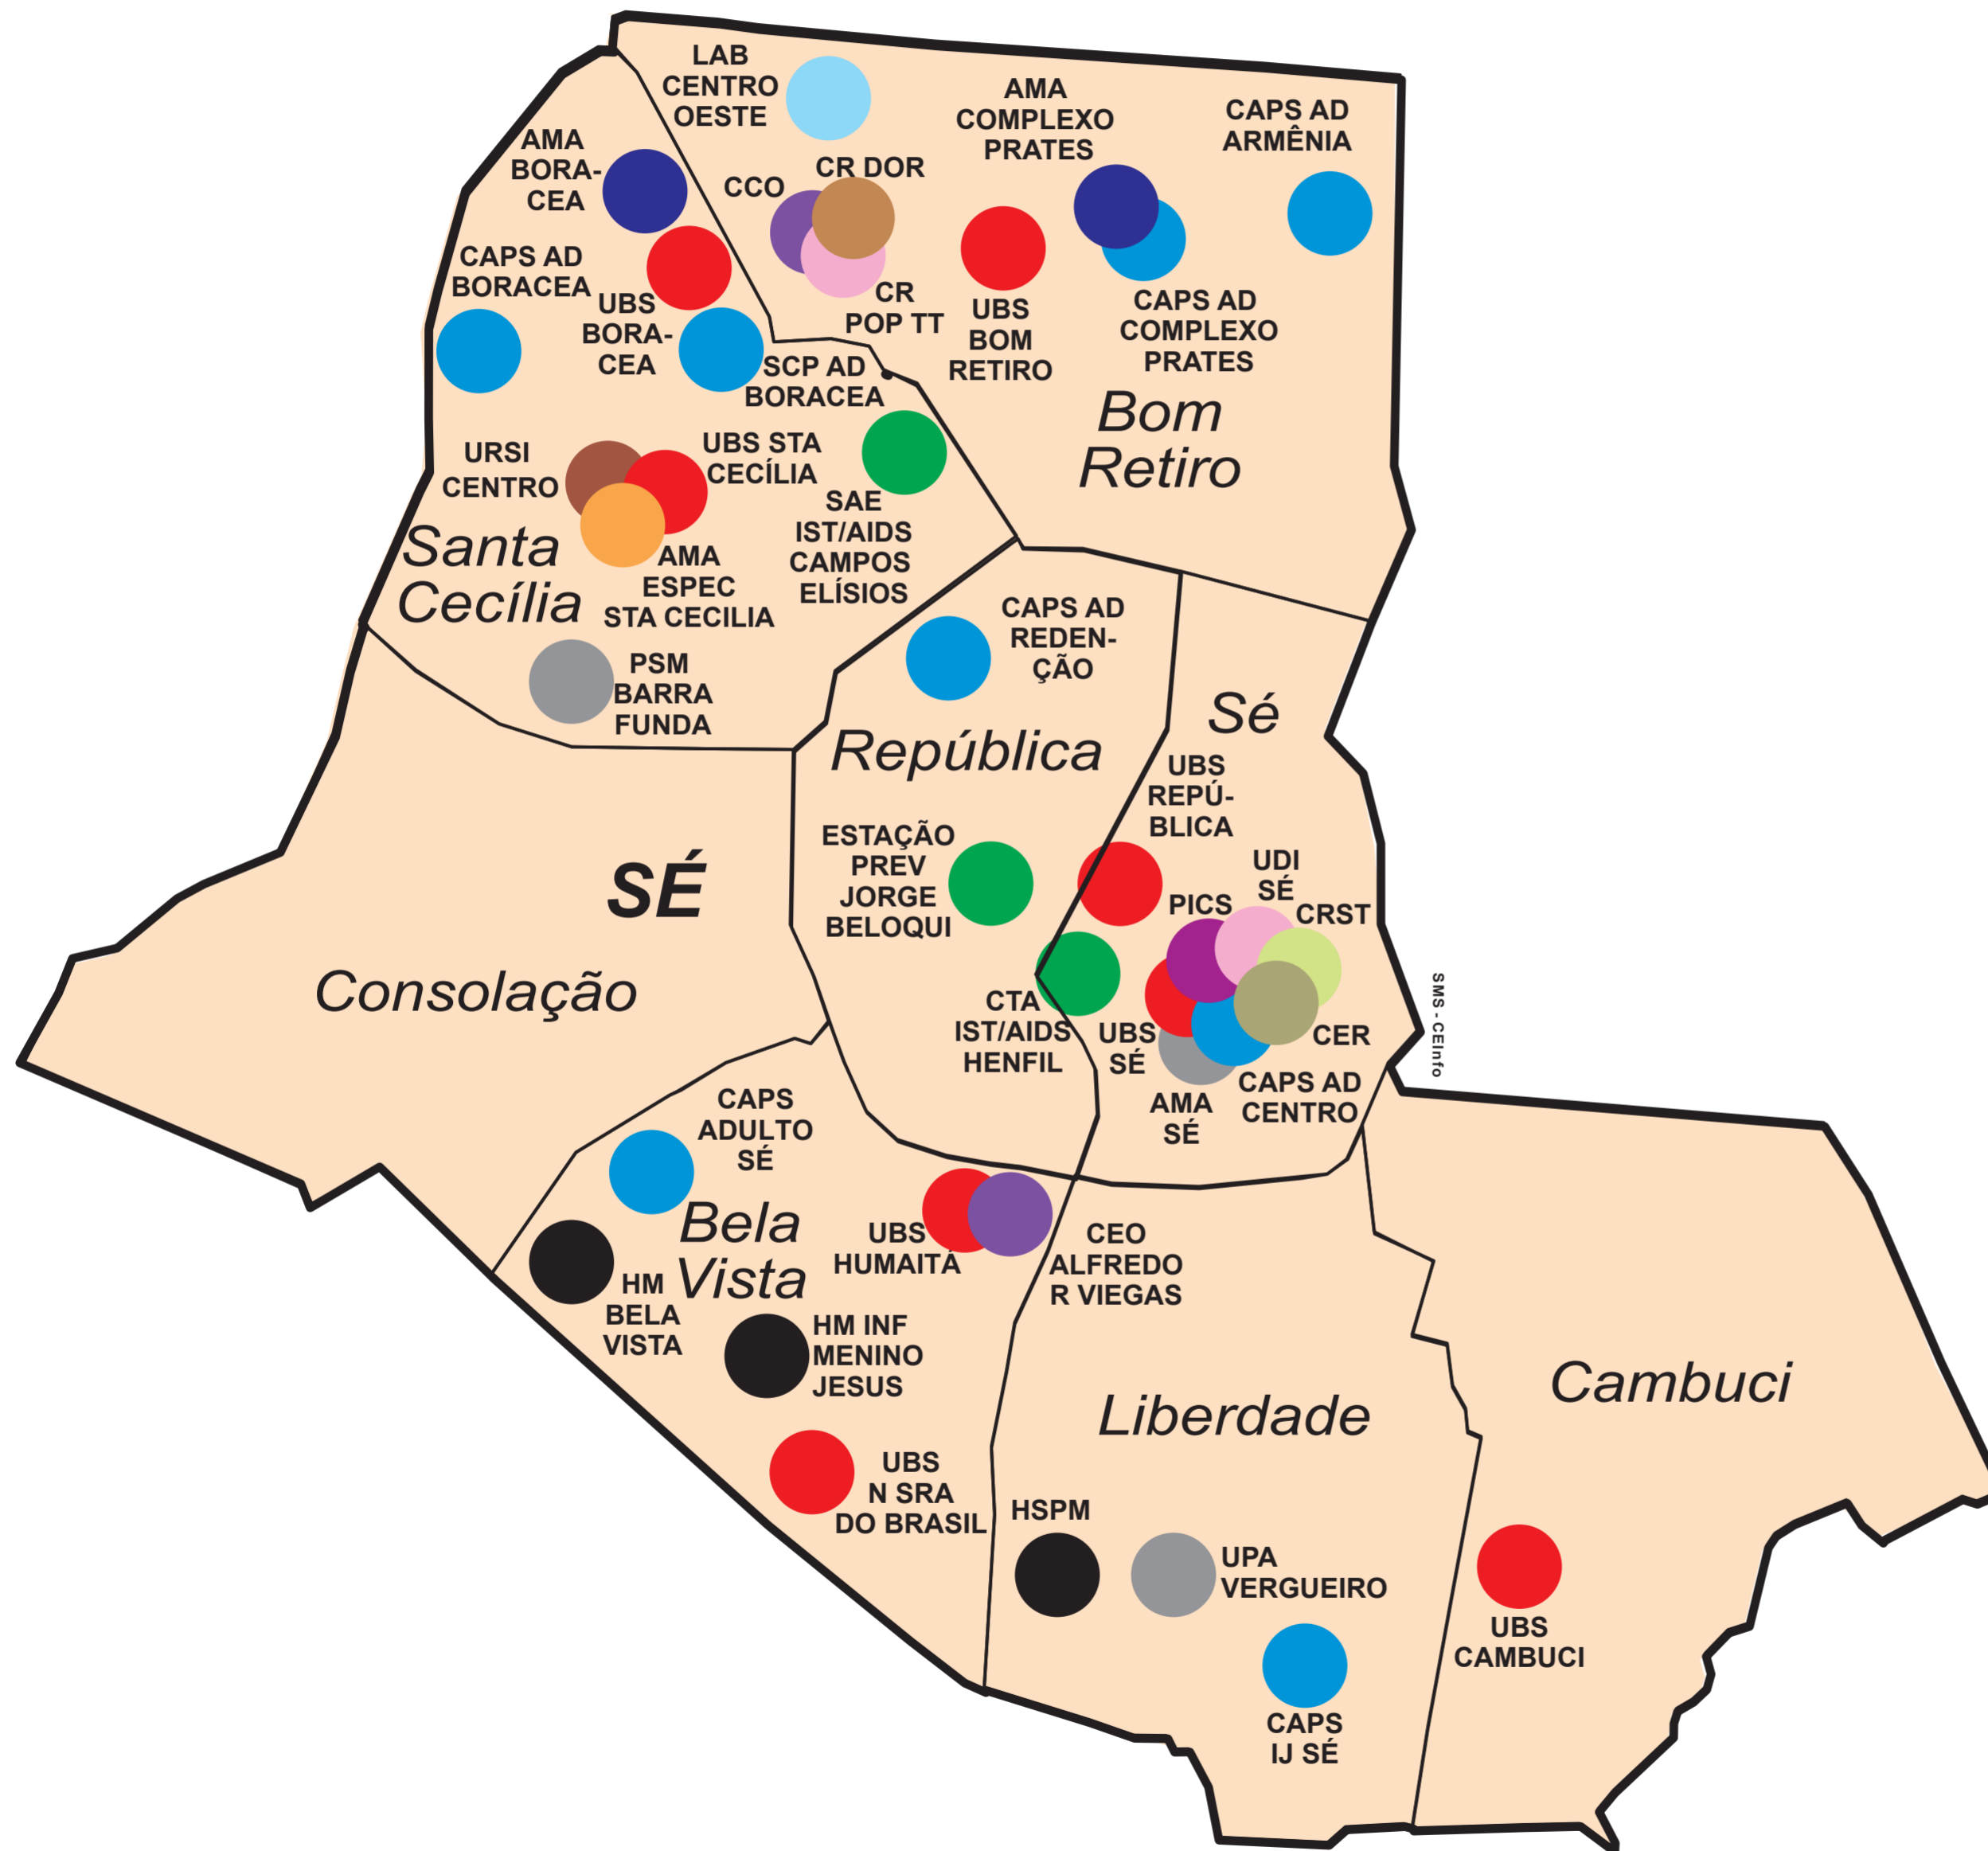 LAB
CENTRO
OESTE
AMA
COMPLEXO
PRATES
CAPS AD
ARMÊNIA
AMA
BORA-
CEA
CCO
CR DOR
CR
POP TT
CAPS AD
BORACEA
UBS
BORA-
CEA
UBS
BOM
RETIRO
CAPS AD
COMPLEXO
PRATES
SCP AD
BORACEA
Bom
Retiro
URSI
CENTRO
UBS STA
CECÍLIA
SAE
IST/AIDS
CAMPOS
ELÍSIOS
Santa
Cecília
AMA
ESPEC
STA CECILIA
CAPS AD
REDEN-
ÇÃO
PSM
BARRA
FUNDA
Sé
República
UBS
REPÚ-
BLICA
ESTAÇÃO
PREV
JORGE
BELOQUI
UDI
SÉ
SÉ
PICS
CRST
Consolação
SMS - CEInfo
CTA
IST/AIDS
HENFIL
UBS
SÉ
CER
CAPS AD
CENTRO
AMA
SÉ
CAPS
ADULTO
SÉ
Bela
Vista
UBS
HUMAITÁ
CEO
ALFREDO
R VIEGAS
HM
BELA
VISTA
HM INF
MENINO
JESUS
Cambuci
Liberdade
UBS
N SRA
DO BRASIL
HSPM
UPA
VERGUEIRO
UBS
CAMBUCI
CAPS
IJ SÉ